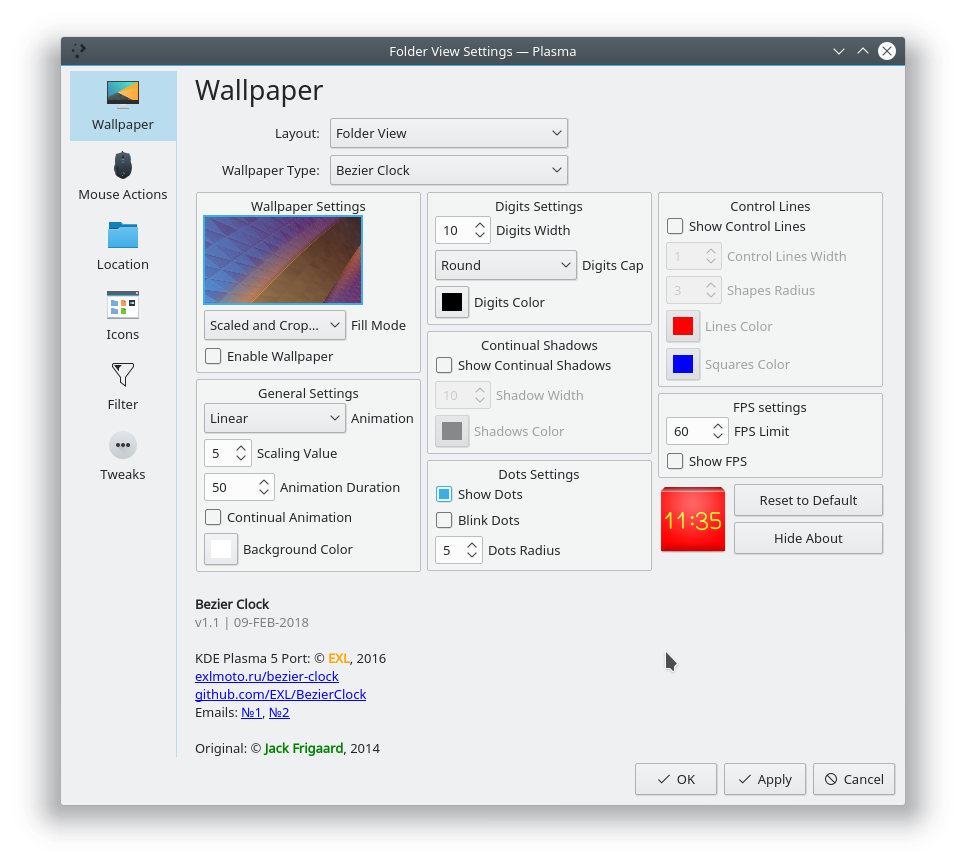 Folder View Settings — Plasma
Wallpaper
Mouse Actions
Location
Icons
Filter
Tweaks
Wallpaper
Layout: Folder View
Wallpaper Type: Bezier Clock
Wallpaper Settings
Scaled and Crop... Fill Mode
Enable Wallpaper
General Settings
Linear Animation
5 Scaling Value
50 Animation Duration
Continual Animation
Background Color
Digits Settings
10 Digits Width
Round Digits Cap
Digits Color
Continual Shadows
Show Continual Shadows
10 Shadow Width
Shadows Color
Dots Settings
Show Dots
Blink Dots
5 Dots Radius
Control Lines
Show Control Lines
1 Control Lines Width
3 Shapes Radius
Lines Color
Squares Color
FPS settings
60 FPS Limit
Show FPS
11:35
Reset to Default
Hide About
Bezier Clock
v1.1 | 09-FEB-2018
KDE Plasma 5 Port: © EXL, 2016
exlmoto.ru/bezier-clock
github.com/EXL/BezierClock
Emails: №1, №2
Original: © Jack Frigaard, 2014
OK Apply Cancel